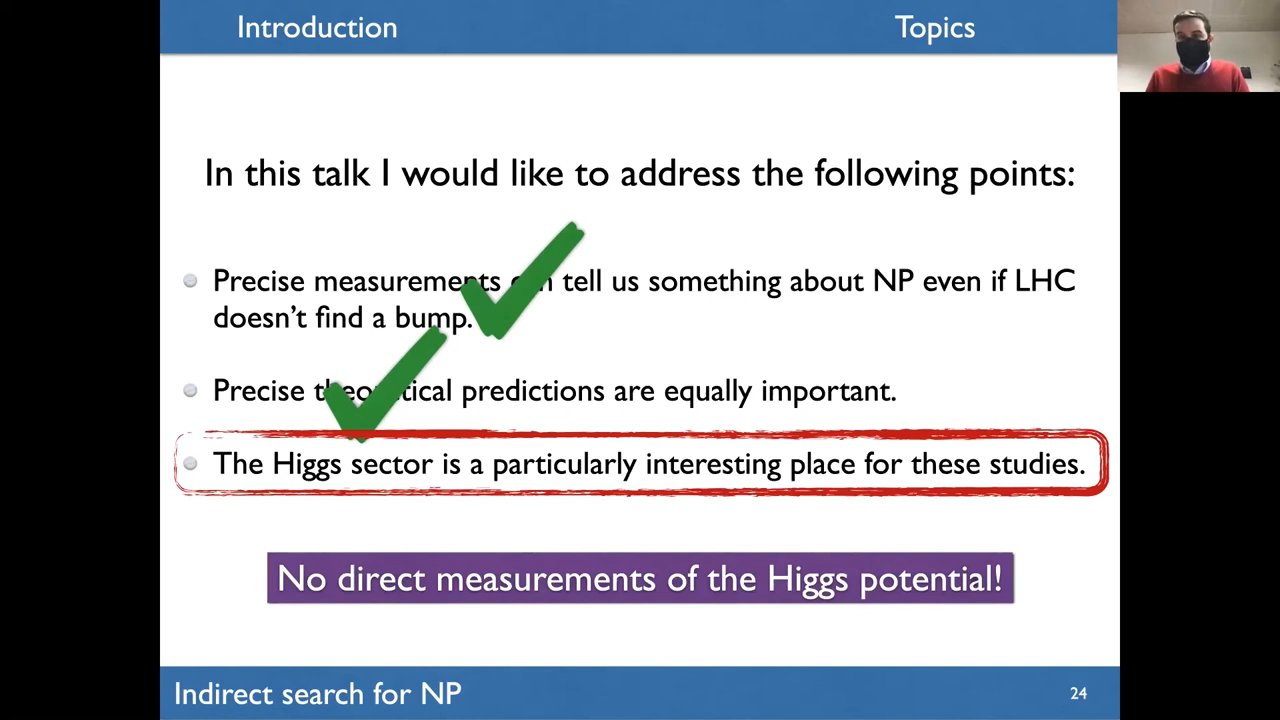 Introduction
Topics
In this talk I would like to address the following points:
Precise measurements can tell us something about NP even if LHC
doesn't find a bump.
Precise theoretical predictions are equally important.
The Higgs sector is a particularly interesting place for these studies.
No direct measurements of the Higgs potential!
Indirect search for NP
24